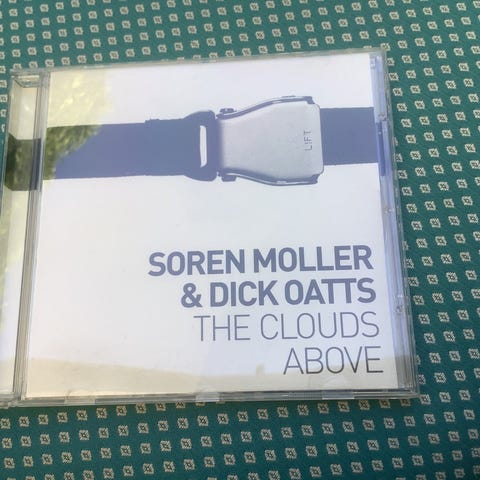 LIFT
SOREN MOLLER
& DICK OATTS
THE CLOUDS
ABOVE